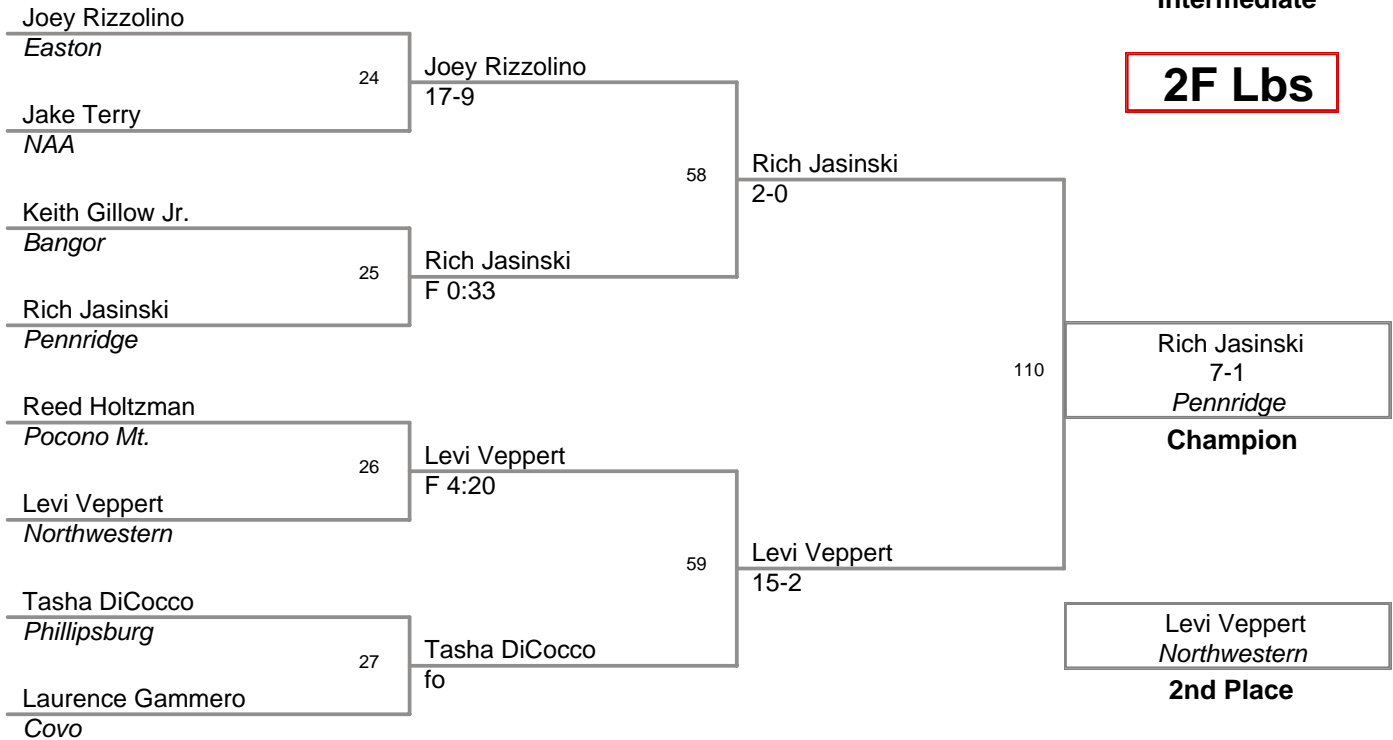 Intermediate
2F Lbs
Joey Rizzolino
Easton
24
Jake Terry
NAA
Joey Rizzolino
17-9
Keith Gillow Jr.
Bangor
25
Rich Jasinski
Pennridge
Rich Jasinski
F 0:33
58
Rich Jasinski
2-0
Reed Holtzman
Pocono Mt.
26
Levi Veppert
Northwestern
Levi Veppert
F 4:20
Tasha DiCocco
Phillipsburg
27
Laurence Gammero
Covo
Tasha DiCocco
fo
59
Levi Veppert
15-2
110
Rich Jasinski
7-1
Pennridge
Champion
Levi Veppert
Northwestern
2nd Place